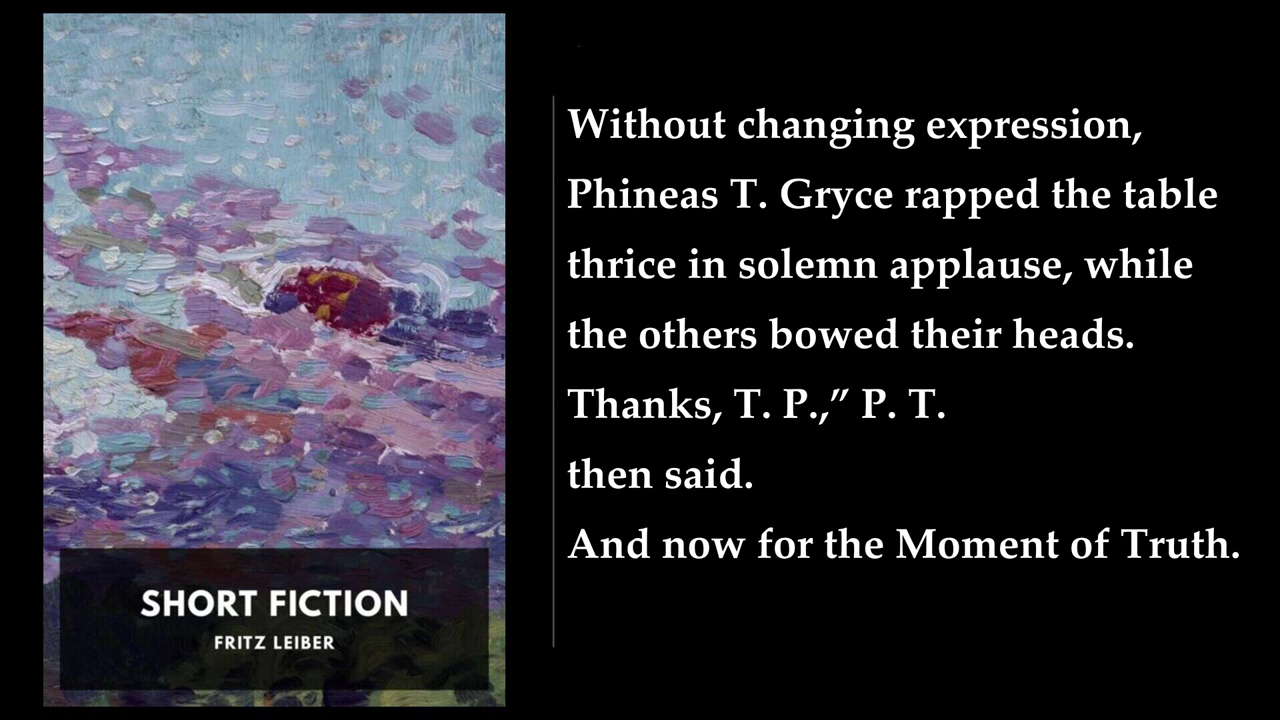 SHORT FICTION
FRITZ LEIBER
Without changing expression,
Phineas T. Gryce rapped the table
thrice in solemn applause, while
the others bowed their heads.
Thanks, T. P.,” P. T.
then said.
And now for the Moment of Truth.